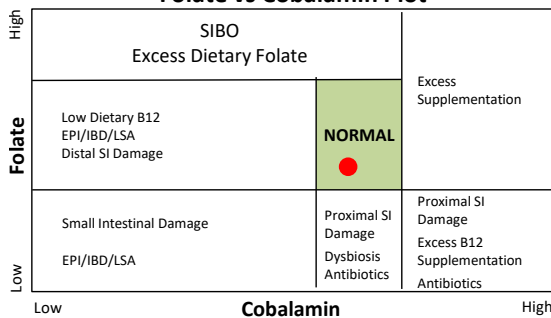 Folate vs Cobalamin Plot
High
SIBO
Excess Dietary Folate
Excess
Supplementation
Low Dietary B12
EPI/IBD/LSA
Distal SI Damage
NORMAL
Folate
Small Intestinal Damage
EPI/IBD/LSA
Proximal SI
Damage
Dysbiosis
Antibiotics
Proximal SI
Damage
Excess B12
Supplementation
Antibiotics
Low
Low
Cobalamin
High